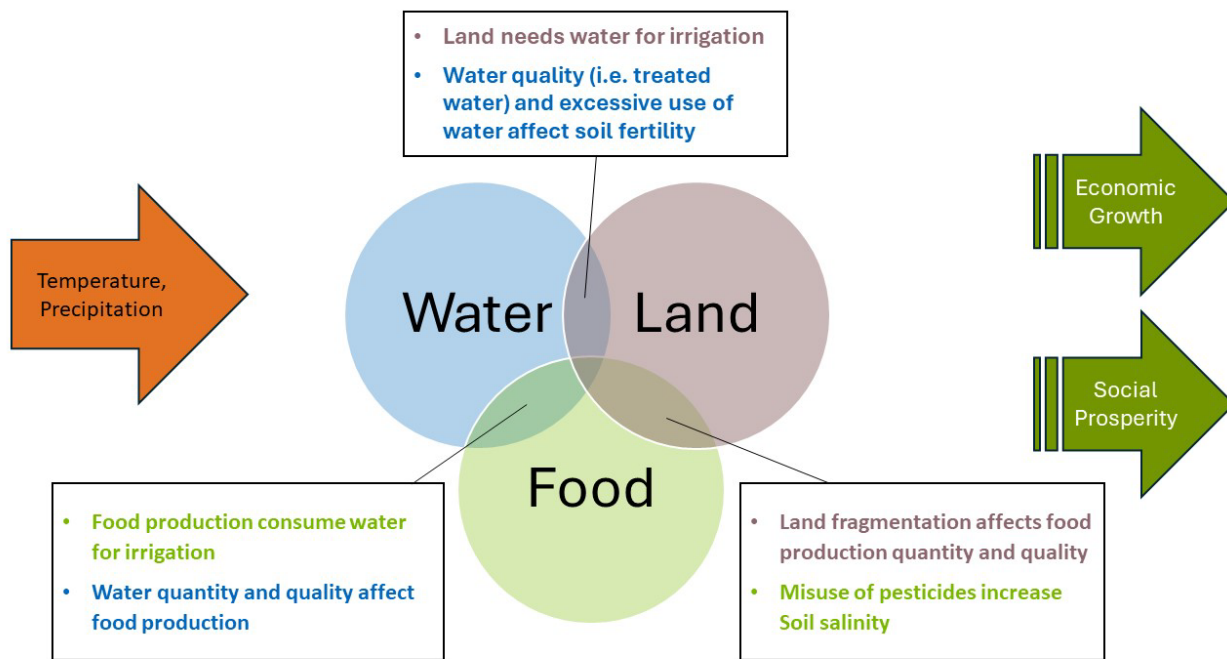 • Land needs water for irrigation
• Water quality (i.e. treated
water) and excessive use of
water affect soil fertility
Temperature,
Precipitation
Water
Land
Food
Economic
Growth
Social
Prosperity
• Food production consume water
for irrigation
• Water quantity and quality affect
food production
• Land fragmentation affects food
production quantity and quality
• Misuse of pesticides increase
Soil salinity